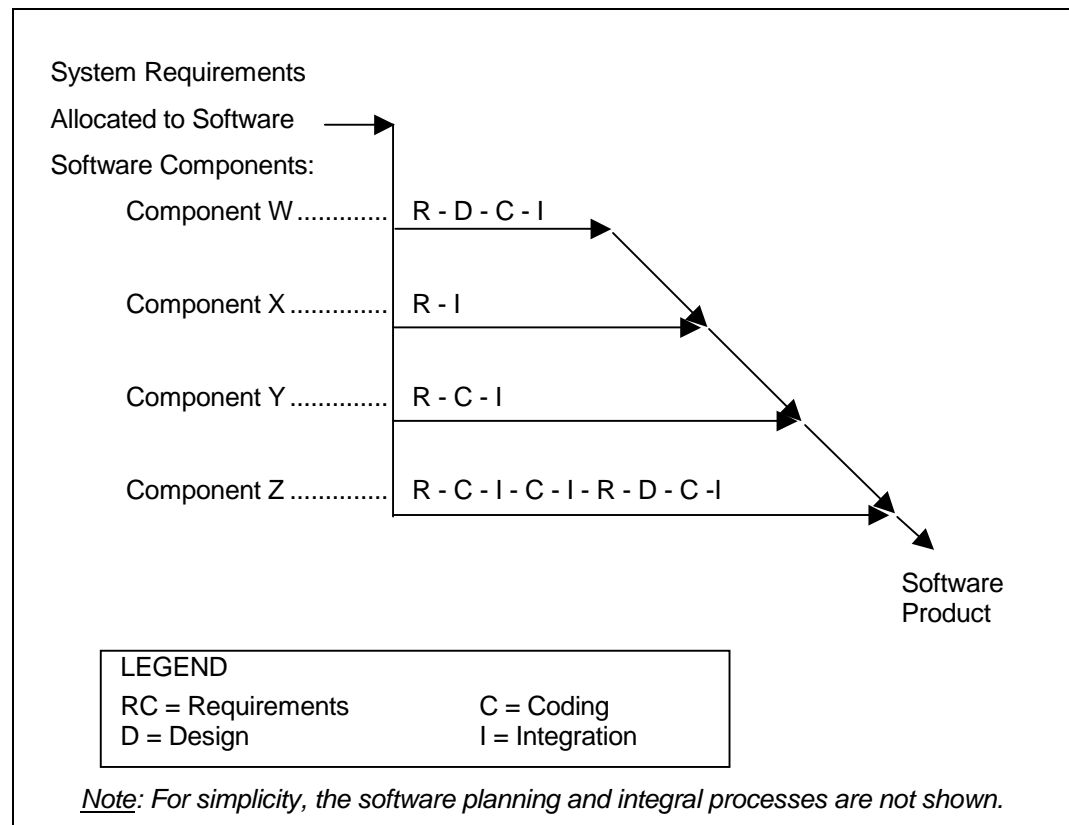 System Requirements
Allocated to Software
Software Components:
Component W ............. R - D - C - I
Component X .............. R - I
Component Y .............. R - C - I
Component Z .............. R - C - I - C - I - R - D - C -I
Software
Product
LEGEND
RC = Requirements C = Coding
D = Design I = Integration
Note: For simplicity, the software planning and integral processes are not shown.